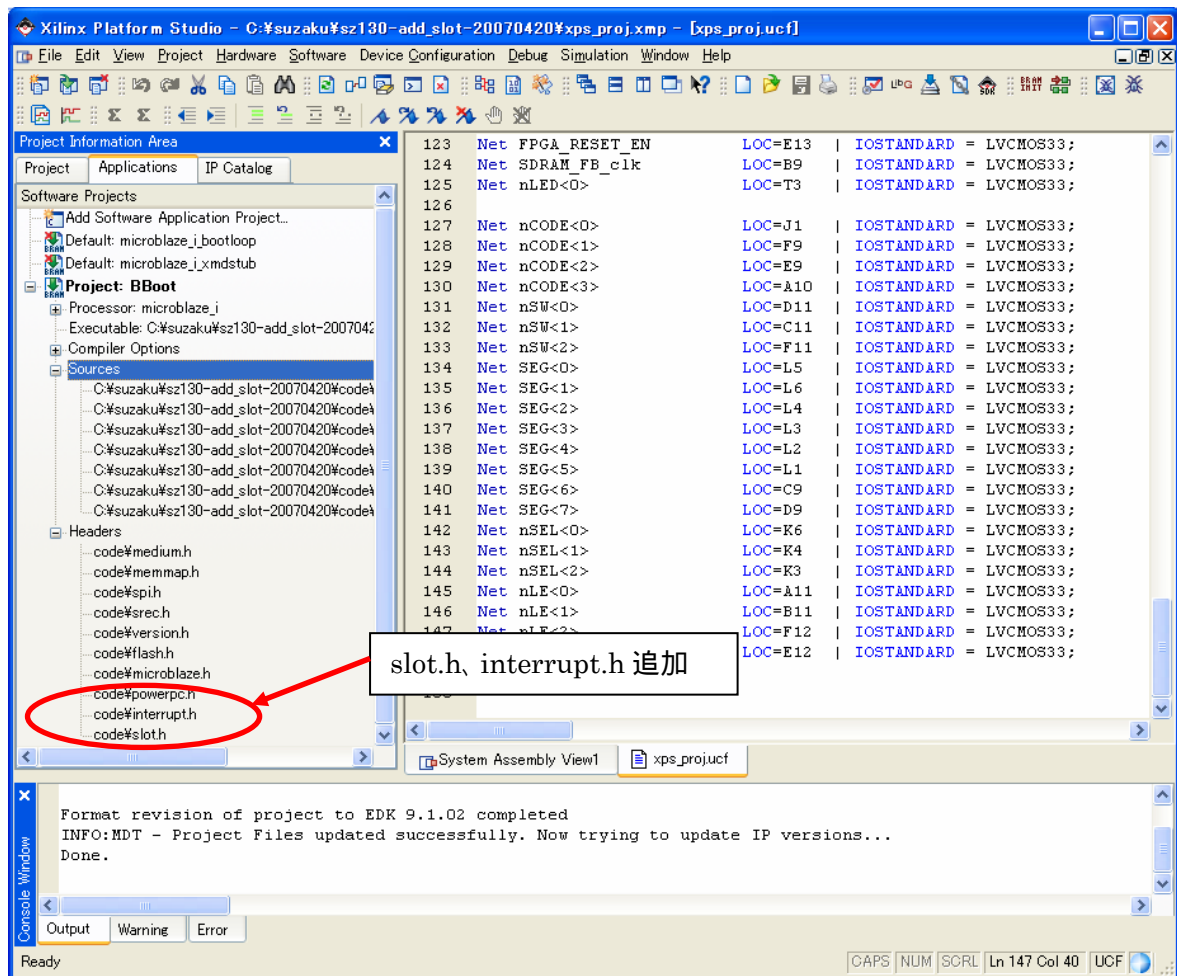 Xilinx Platform Studio - C:¥suzaku¥sz130-add_slot-20070420¥xps_proj.xmp - [xps_proj.ucf]
File Edit View Project Hardware Software Device Configuration Debug Simulation Window Help
Project Information Area
Project Applications IP Catalog
Software Projects
Add Software Application Project...
Default: microblaze_i_bootloop
Default: microblaze_i_xmdstub
Project: BBoot
Processor: microblaze_i
Executable: C:¥suzaku¥sz130-add_slot-2007042
Compiler Options
Sources
C:¥suzaku¥sz130-add_slot-20070420¥code¥
C:¥suzaku¥sz130-add_slot-20070420¥code¥
C:¥suzaku¥sz130-add_slot-20070420¥code¥
C:¥suzaku¥sz130-add_slot-20070420¥code¥
C:¥suzaku¥sz130-add_slot-20070420¥code¥
C:¥suzaku¥sz130-add_slot-20070420¥code¥
C:¥suzaku¥sz130-add_slot-20070420¥code¥
Headers
code¥medium.h
code¥memmap.h
code¥spi.h
code¥srec.h
code¥version.h
code¥flash.h
code¥microblaze.h
code¥powerpc.h
code¥interrupt.h
code¥slot.h
123 Net FPGA_RESET_EN LOC=E13 | IOSTANDARD = LVCMOS33;
124 Net SDRAM_FB_clk LOC=B9 | IOSTANDARD = LVCMOS33;
125 Net nLED<0> LOC=T3 | IOSTANDARD = LVCMOS33;
126
127 Net nCODE<0> LOC=J1 | IOSTANDARD = LVCMOS33;
128 Net nCODE<1> LOC=F9 | IOSTANDARD = LVCMOS33;
129 Net nCODE<2> LOC=E9 | IOSTANDARD = LVCMOS33;
130 Net nCODE<3> LOC=A10 | IOSTANDARD = LVCMOS33;
131 Net nSW<0> LOC=D11 | IOSTANDARD = LVCMOS33;
132 Net nSW<1> LOC=C11 | IOSTANDARD = LVCMOS33;
133 Net nSW<2> LOC=F11 | IOSTANDARD = LVCMOS33;
134 Net SEG<0> LOC=L5 | IOSTANDARD = LVCMOS33;
135 Net SEG<1> LOC=L6 | IOSTANDARD = LVCMOS33;
136 Net SEG<2> LOC=L4 | IOSTANDARD = LVCMOS33;
137 Net SEG<3> LOC=L3 | IOSTANDARD = LVCMOS33;
138 Net SEG<4> LOC=L2 | IOSTANDARD = LVCMOS33;
139 Net SEG<5> LOC=L1 | IOSTANDARD = LVCMOS33;
140 Net SEG<6> LOC=C9 | IOSTANDARD = LVCMOS33;
141 Net SEG<7> LOC=D9 | IOSTANDARD = LVCMOS33;
142 Net nSEL<0> LOC=K6 | IOSTANDARD = LVCMOS33;
143 Net nSEL<1> LOC=K4 | IOSTANDARD = LVCMOS33;
144 Net nSEL<2> LOC=K3 | IOSTANDARD = LVCMOS33;
145 Net nLE<0> LOC=A11 | IOSTANDARD = LVCMOS33;
146 Net nLE<1> LOC=B11 | IOSTANDARD = LVCMOS33;
147 Net nLE<2> LOC=F12 | IOSTANDARD = LVCMOS33;
LOC=E12 | IOSTANDARD = LVCMOS33;
slot.h、interrupt.h 追加
System Assembly View1 xps_proj.ucf
Format revision of project to EDK 9.1.02 completed
INFO:MDT - Project Files updated successfully. Now trying to update IP versions...
Done.
Console Window
Output Warning Error
Ready CAPS NUM SCRL Ln 147 Col 40 UCF